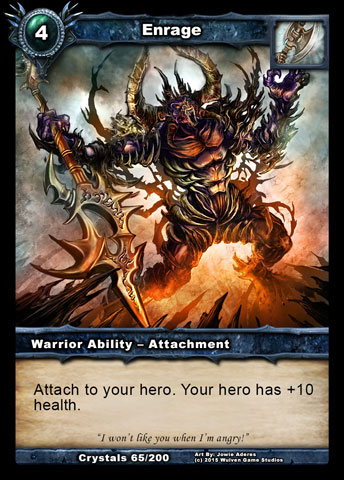 4
Enrage
Warrior Ability – Attachment
Attach to your hero. Your hero has +10
health.
"I won't like you when I'm angry!"
Crystals 65/200
Art By: Jowie Aderes
(c) 2015 Wulven Game Studios